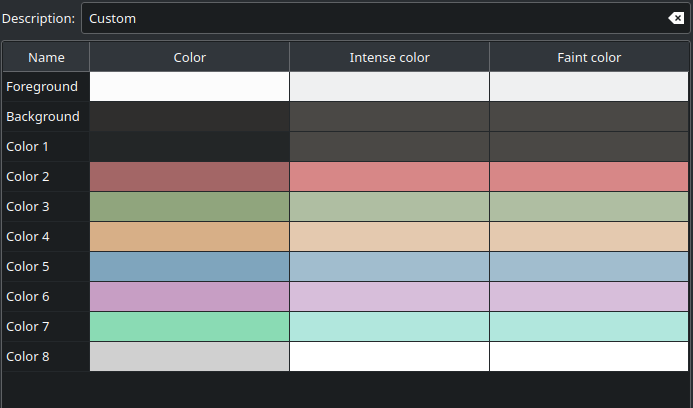 Description: Custom
Name Color Intense color Faint color
Foreground
Background
Color 1
Color 2
Color 3
Color 4
Color 5
Color 6
Color 7
Color 8